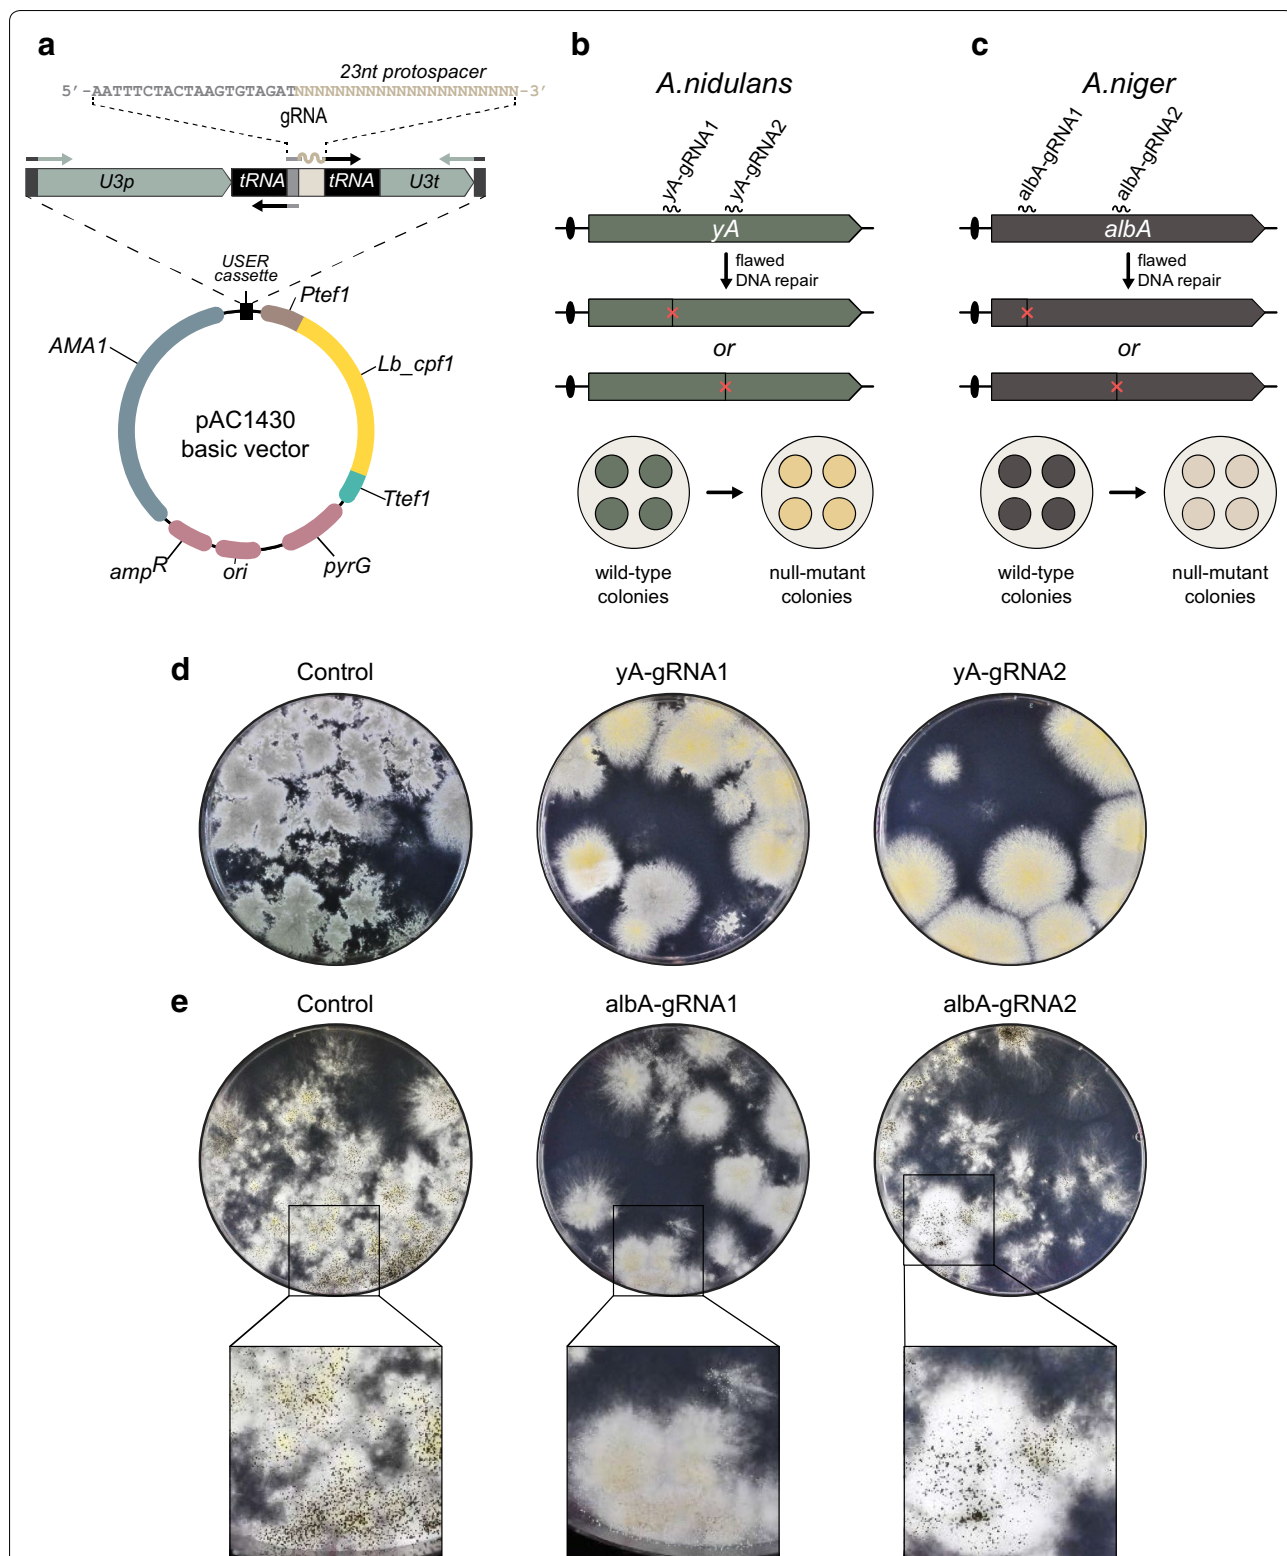 a
23nt protospacer
5′-AATTTCTACTAAGTGTAGATNNNNNNNNNNNNNNNNNNNNNNN-3′
gRNA
U3p
tRNA
tRNA
U3t
USER
cassette
Ptef1
AMA1
Lb_cpf1
pAC1430
basic vector
Ttef1
ampR
ori
pyrG
b
A.nidulans
yA-gRNA1
yA-gRNA2
yA
flawed
DNA repair
or
wild-type
colonies
null-mutant
colonies
c
A.niger
albA-gRNA1
albA-gRNA2
albA
flawed
DNA repair
or
wild-type
colonies
null-mutant
colonies
d
Control
yA-gRNA1
yA-gRNA2
e
Control
albA-gRNA1
albA-gRNA2